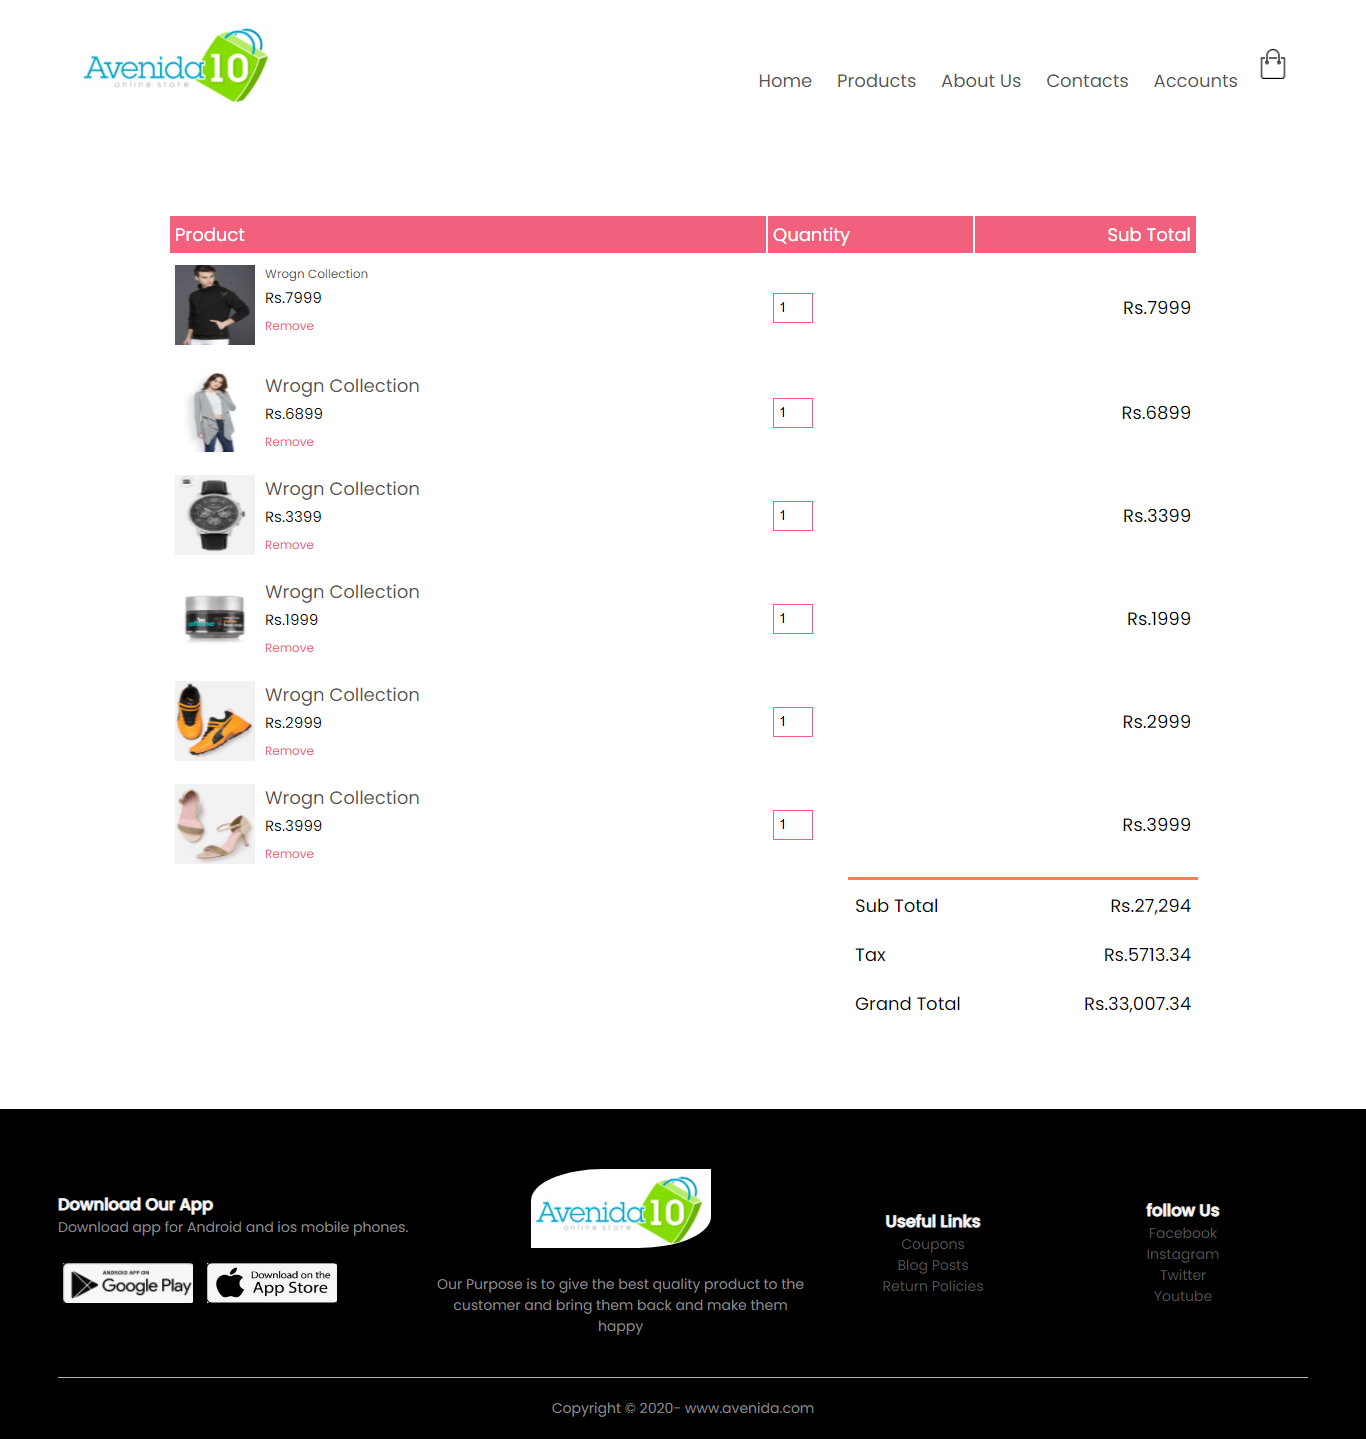 Avenida10
online store
Home Products About Us Contacts Accounts
Product Quantity Sub Total
Wrogn Collection
Rs.7999
Remove
1
Rs.7999
Wrogn Collection
Rs.6899
Remove
1
Rs.6899
Wrogn Collection
Rs.3399
Remove
1
Rs.3399
Wrogn Collection
Rs.1999
Remove
1
Rs.1999
Wrogn Collection
Rs.2999
Remove
1
Rs.2999
Wrogn Collection
Rs.3999
Remove
1
Rs.3999
Sub Total Rs.27,294
Tax Rs.5713.34
Grand Total Rs.33,007.34
Download Our App
Download app for Android and ios mobile phones.
ANDROID APP ON
Google Play
Download on the
App Store
Avenida10
online store
Our Purpose is to give the best quality product to the
customer and bring them back and make them
happy
Useful Links
Coupons
Blog Posts
Return Policies
follow Us
Facebook
Instagram
Twitter
Youtube
Copyright © 2020- www.avenida.com